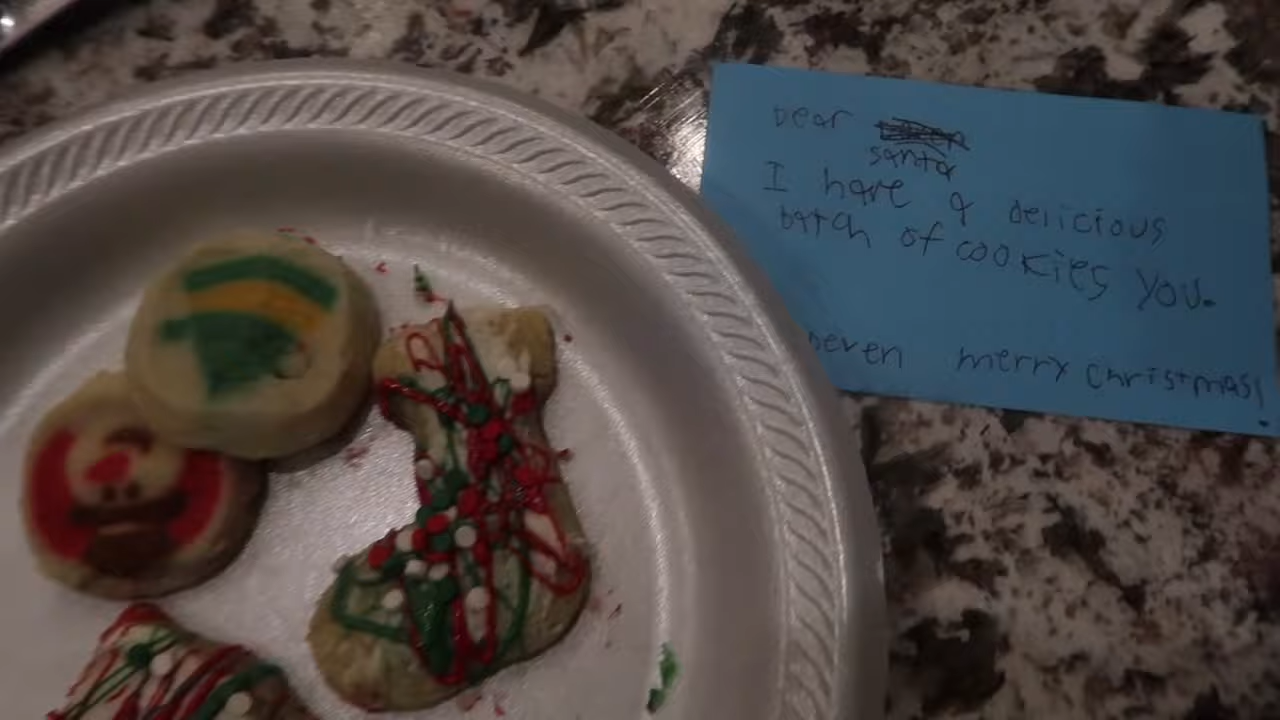 Dear
santa
I have a delicious
batch of cookies you.
merry christmas!